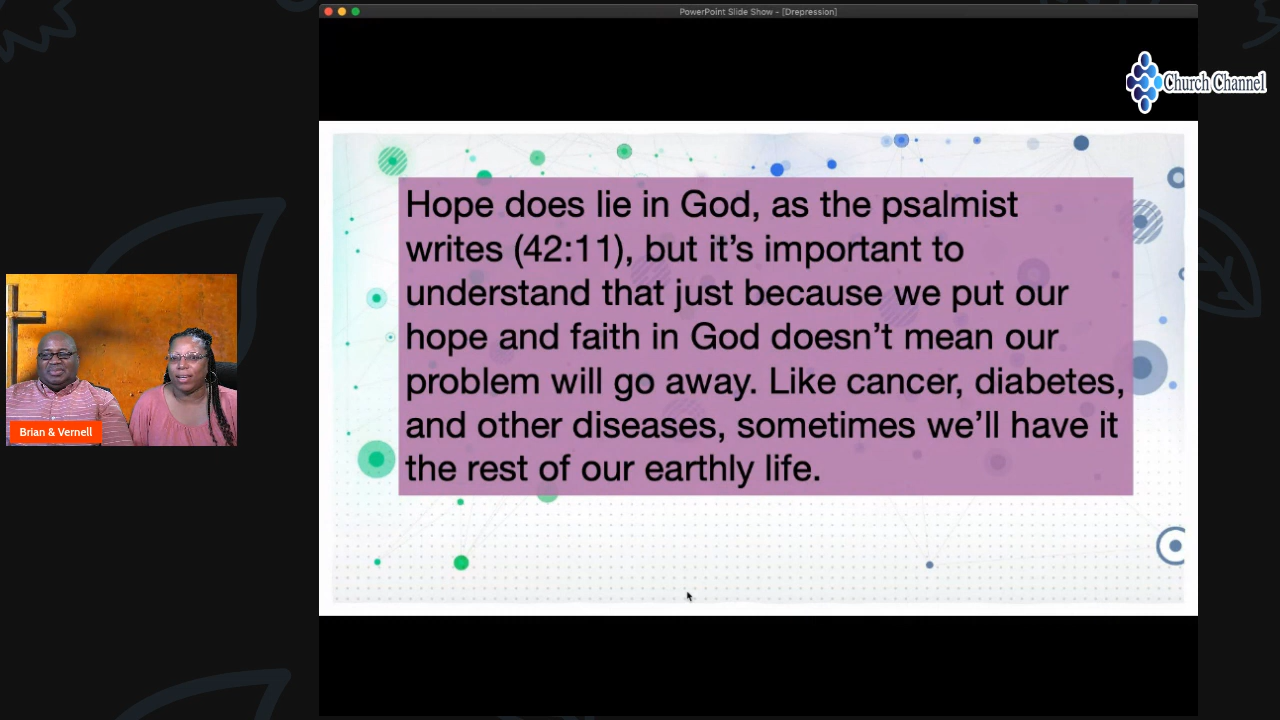 PowerPoint Slide Show - [Drepression]
Church Channel
Hope does lie in God, as the psalmist
writes (42:11), but it's important to
understand that just because we put our
hope and faith in God doesn't mean our
problem will go away. Like cancer, diabetes,
and other diseases, sometimes we'll have it
the rest of our earthly life.
Brian & Vernell